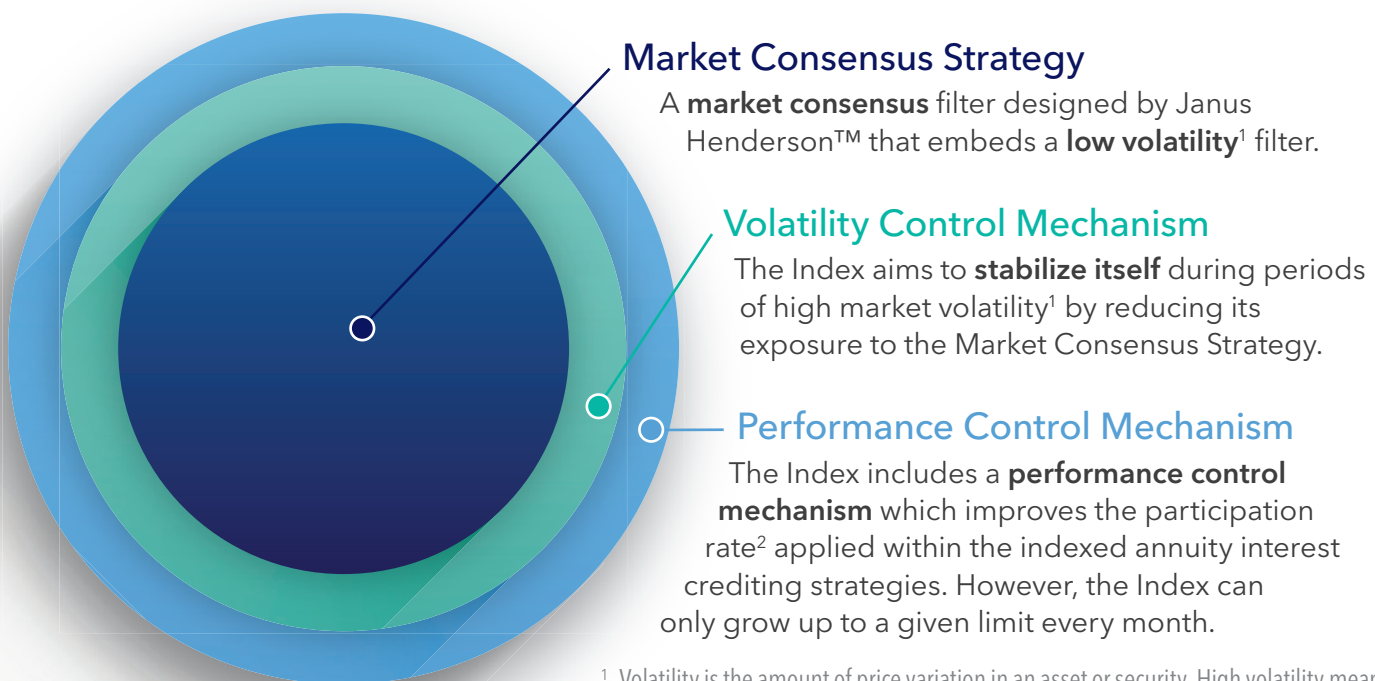 Market Consensus Strategy
A market consensus filter designed by Janus
Henderson™ that embeds a low volatility¹ filter.
Volatility Control Mechanism
The Index aims to stabilize itself during periods
of high market volatility¹ by reducing its
exposure to the Market Consensus Strategy.
Performance Control Mechanism
The Index includes a performance control
mechanism which improves the participation
rate² applied within the indexed annuity interest
crediting strategies. However, the Index can
only grow up to a given limit every month.
¹ Volatility is the amount of price variation in an asset or security. High volatility mean